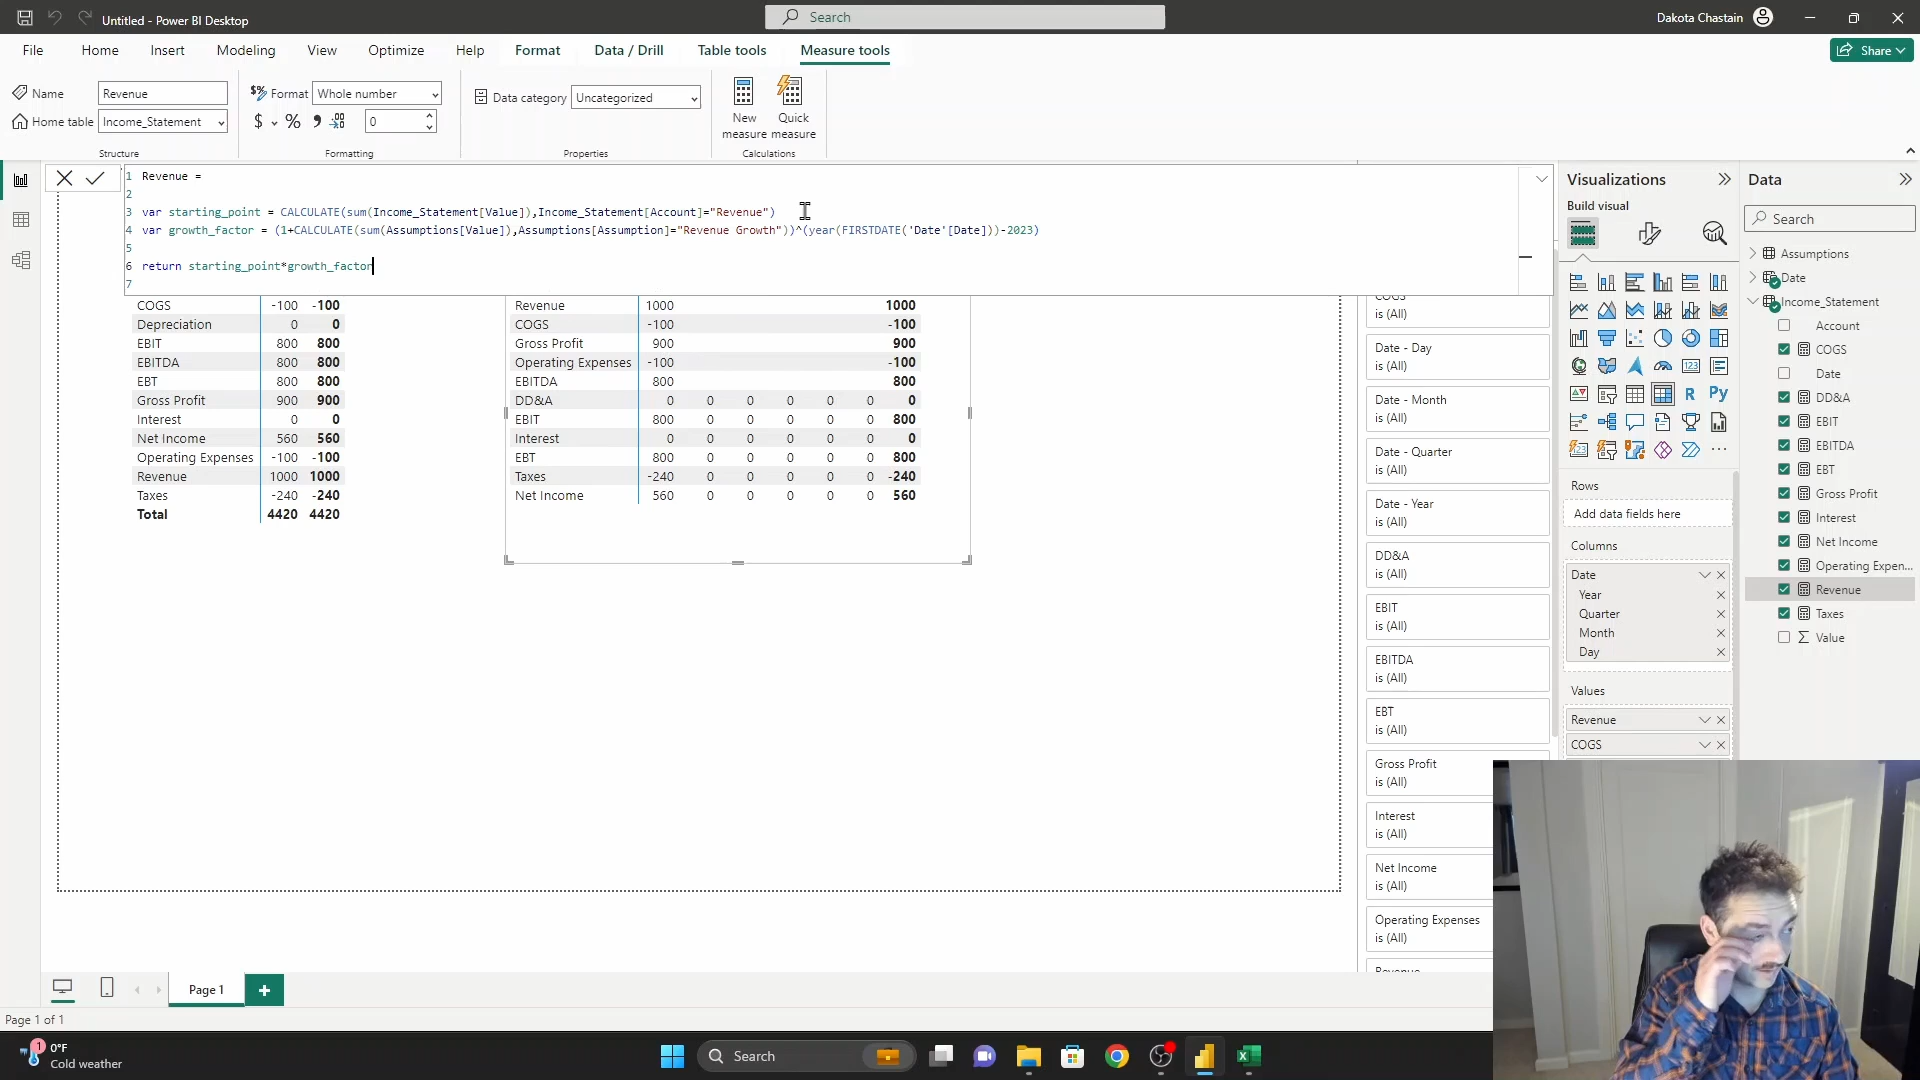 Untitled - Power BI Desktop
Search
Dakota Chastain
File Home Insert Modeling View Optimize Help Format Data / Drill Table tools Measure tools
Share
Name Revenue
Home table Income_Statement
Structure
Format Whole number
$ % , 0
Formatting
Data category Uncategorized
Properties
New measure
Quick measure
Calculations
1 Revenue =
2
3 var starting_point = CALCULATE(sum(Income_Statement[Value]),Income_Statement[Account]="Revenue")
4 var growth_factor = (1+CALCULATE(sum(Assumptions[Value]),Assumptions[Assumption]="Revenue Growth"))^(year(FIRSTDATE('Date'[Date]))-2023)
5
6 return starting_point*growth_factor
7
COGS -100 -100
Depreciation 0 0
EBIT 800 800
EBITDA 800 800
EBT 800 800
Gross Profit 900 900
Interest 0 0
Net Income 560 560
Operating Expenses -100 -100
Revenue 1000 1000
Taxes -240 -240
Total 4420 4420
Revenue 1000 1000
COGS -100 -100
Gross Profit 900 900
Operating Expenses -100 -100
EBITDA 800 800
DD&A 0 0 0 0 0 0 0
EBIT 800 0 0 0 0 0 800
Interest 0 0 0 0 0 0 0
EBT 800 0 0 0 0 0 800
Taxes -240 0 0 0 0 0 -240
Net Income 560 0 0 0 0 0 560
COGS
is (All)
Date - Day
is (All)
Date - Month
is (All)
Date - Quarter
is (All)
Date - Year
is (All)
DD&A
is (All)
EBIT
is (All)
EBITDA
is (All)
EBT
is (All)
Gross Profit
is (All)
Interest
is (All)
Net Income
is (All)
Operating Expenses
is (All)
Revenue
Visualizations
Build visual
R Py
123
Rows
Add data fields here
Columns
Date
Year
Quarter
Month
Day
Values
Revenue
COGS
Data
Search
Assumptions
Date
Income_Statement
Account
COGS
Date
DD&A
EBIT
EBITDA
EBT
Gross Profit
Interest
Net Income
Operating Expen...
Revenue
Taxes
Value
Page 1
Page 1 of 1
1
0°F
Cold weather
Search